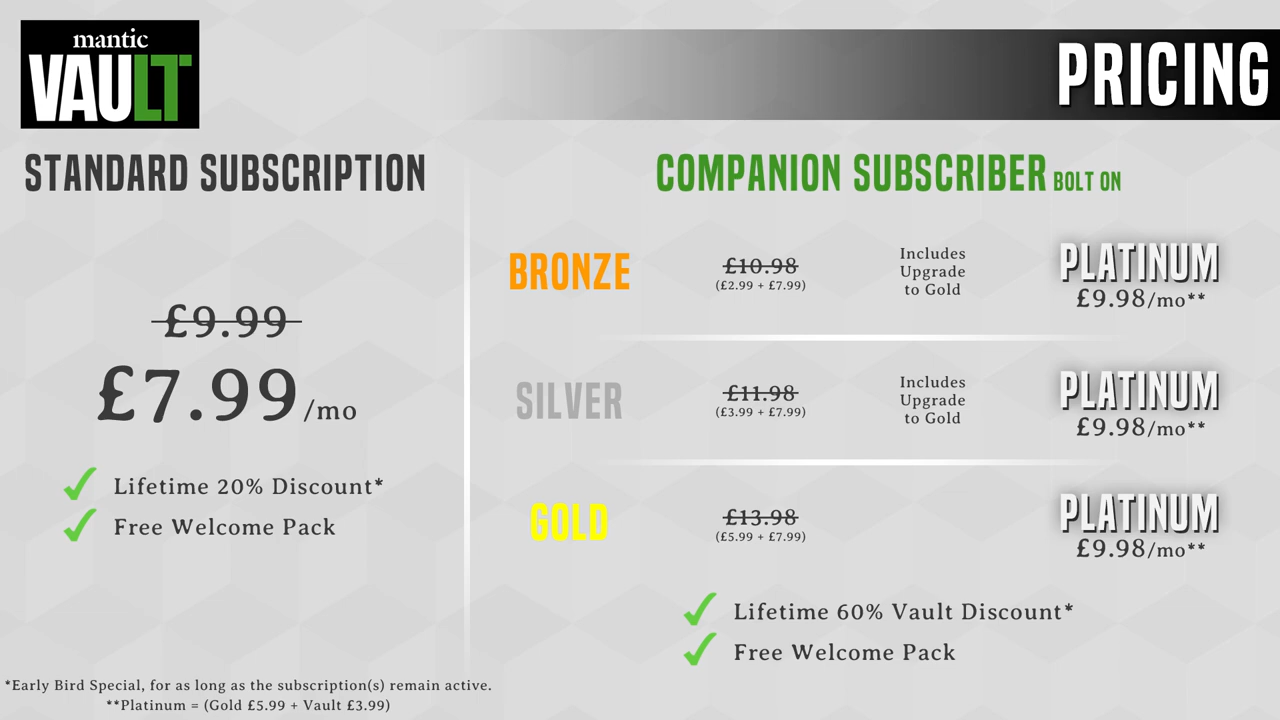 mantic
VAULT
PRICING
STANDARD SUBSCRIPTION
£9.99
£7.99/mo
Lifetime 20% Discount*
Free Welcome Pack
COMPANION SUBSCRIBER BOLT ON
BRONZE
£10.98
(£2.99 + £7.99)
Includes
Upgrade
to Gold
PLATINUM
£9.98/mo**
SILVER
£11.98
(£3.99 + £7.99)
Includes
Upgrade
to Gold
PLATINUM
£9.98/mo**
GOLD
£13.98
(£5.99 + £7.99)
PLATINUM
£9.98/mo**
Lifetime 60% Vault Discount*
Free Welcome Pack
*Early Bird Special, for as long as the subscription(s) remain active.
**Platinum = (Gold £5.99 + Vault £3.99)